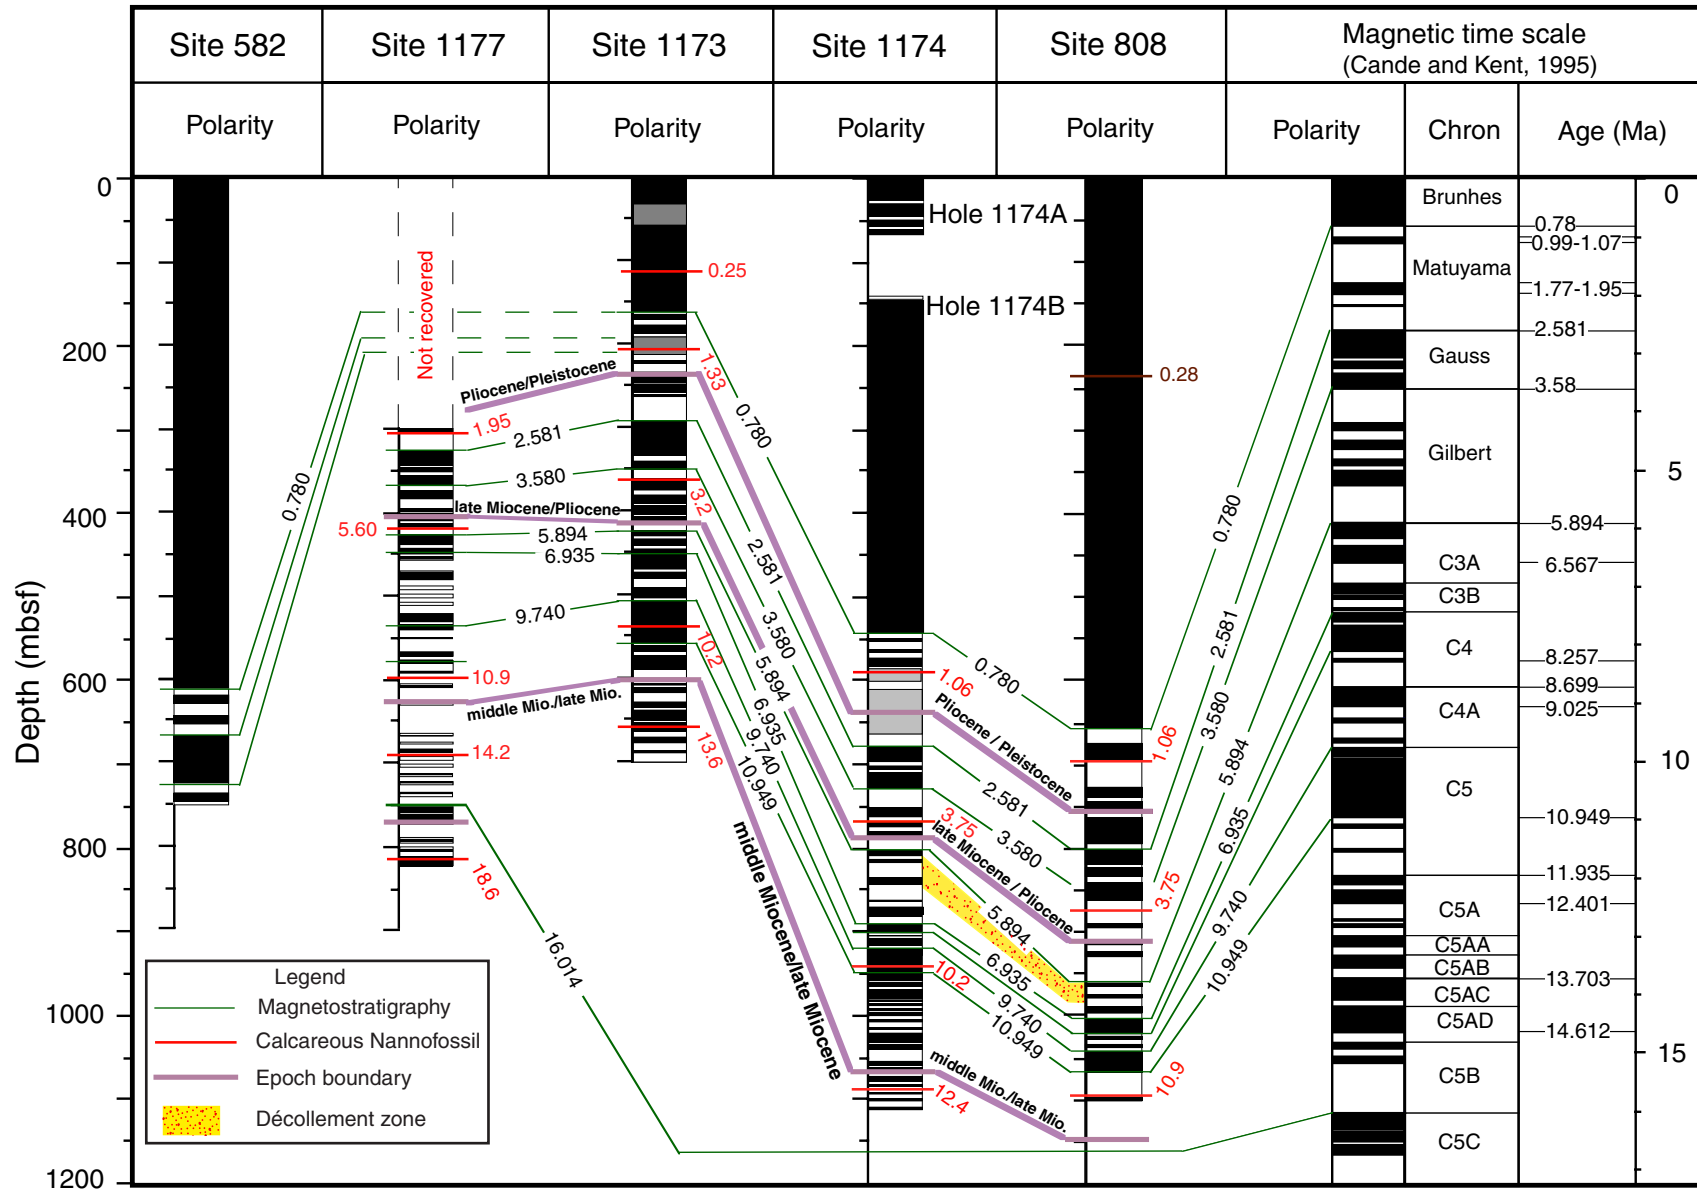 Site 582
Site 1177
Site 1173
Site 1174
Site 808
Magnetic time scale
(Cande and Kent, 1995)
Polarity
Polarity
Polarity
Polarity
Polarity
Polarity
Chron
Age (Ma)
Depth (mbsf)
0
200
400
600
800
1000
1200
0.780
Not recovered
1.95
5.60
10.9
14.2
18.6
Pliocene/Pleistocene
2.581
3.580
late Miocene/Pliocene
5.894
6.935
9.740
middle Mio./late Mio.
16.014
0.25
1.33
3.2
10.2
13.6
0.780
2.581
3.580
5.894
6.935
9.740
10.949
middle Miocene/late Miocene
Hole 1174A
Hole 1174B
1.06
3.75
10.2
12.4
0.780
Pliocene / Pleistocene
2.581
3.580
late Miocene / Pliocene
5.894
6.935
9.740
10.949
middle Mio./late Mio.
0.28
1.06
3.75
10.9
0.780
2.581
3.580
5.894
6.935
9.740
10.949
Brunhes
Matuyama
Gauss
Gilbert
C3A
C3B
C4
C4A
C5
C5A
C5AA
C5AB
C5AC
C5AD
C5B
C5C
0.78
0.99-1.07
1.77-1.95
2.581
3.58
5.894
6.567
8.257
8.699
9.025
10.949
11.935
12.401
13.703
14.612
0
5
10
15
Legend
Magnetostratigraphy
Calcareous Nannofossil
Epoch boundary
Décollement zone